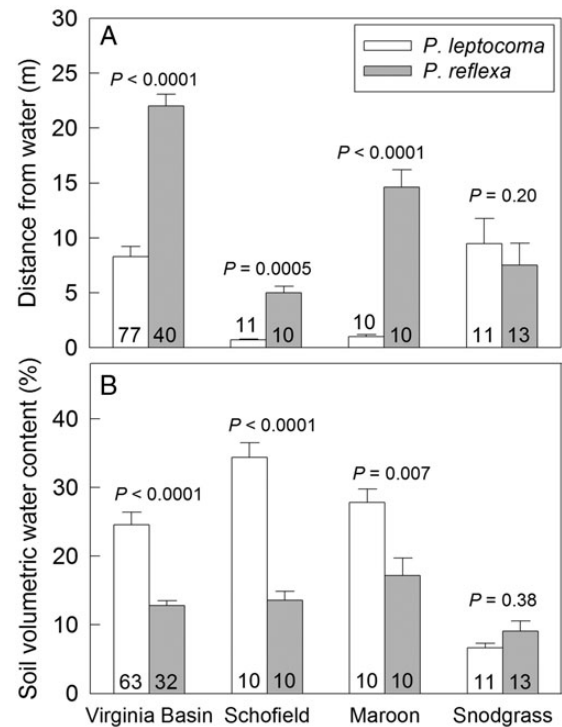 A
P. leptocoma
P. reflexa
Distance from water (m)
30
25
20
15
10
5
0
P < 0.0001
P = 0.0005
P < 0.0001
P = 0.20
77 40 11 10 10 10 11 13
B
Soil volumetric water content (%)
40
30
20
10
0
P < 0.0001
P < 0.0001
P = 0.007
P = 0.38
63 32 10 10 10 10 11 13
Virginia Basin Schofield Maroon Snodgrass